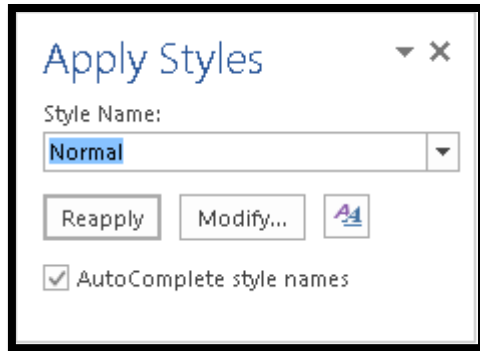 Apply Styles
Style Name:
Normal
Reapply Modify...
AutoComplete style names